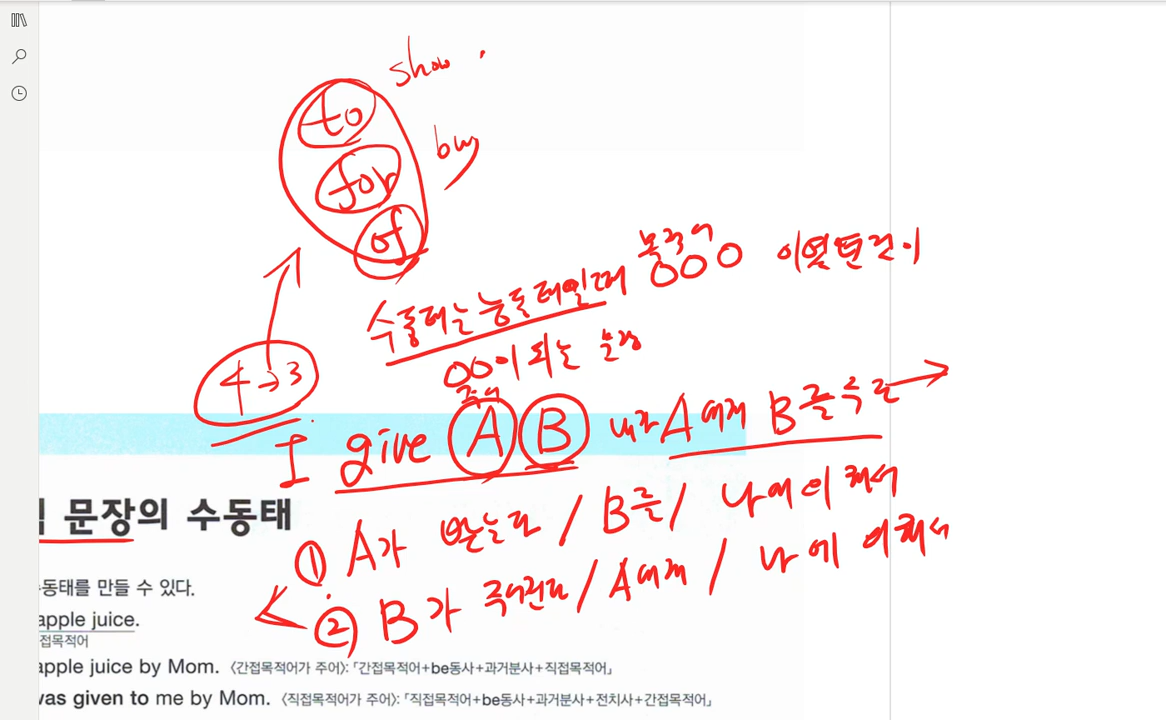 show
to
buy
for
of
목적어
수동태는 능동태일때 OOO 이였던것이
OO이 되는 문장
주어
4→3
I give A B 내가 A에게 B를 주는
식 문장의 수동태
① A가 받는다 / B를 / 나에 의해서
수동태를 만들 수 있다.
② B가 주어진다 / A에게 / 나에 의해서
apple juice.
간접목적어
apple juice by Mom. 〈간접목적어가 주어〉: 「간접목적어+be동사+과거분사+직접목적어」
was given to me by Mom. 〈직접목적어가 주어〉: 「직접목적어+be동사+과거분사+전치사+간접목적어」